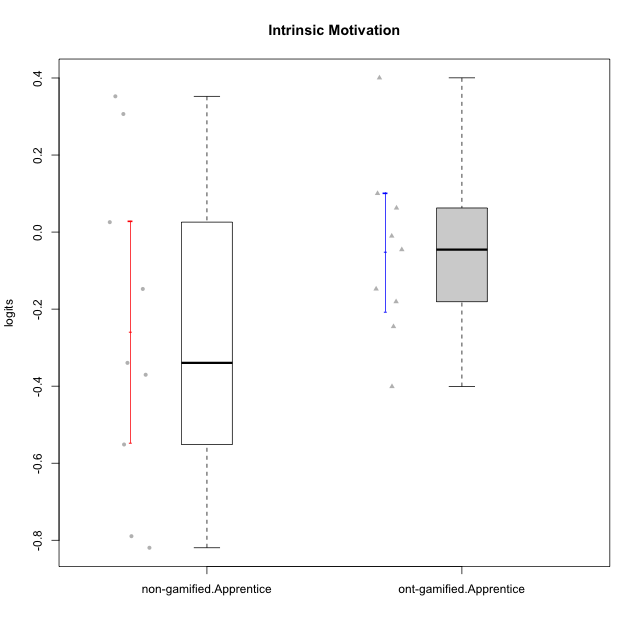 Intrinsic Motivation
logits
0.4
0.2
0.0
-0.2
-0.4
-0.6
-0.8
non-gamified.Apprentice
ont-gamified.Apprentice